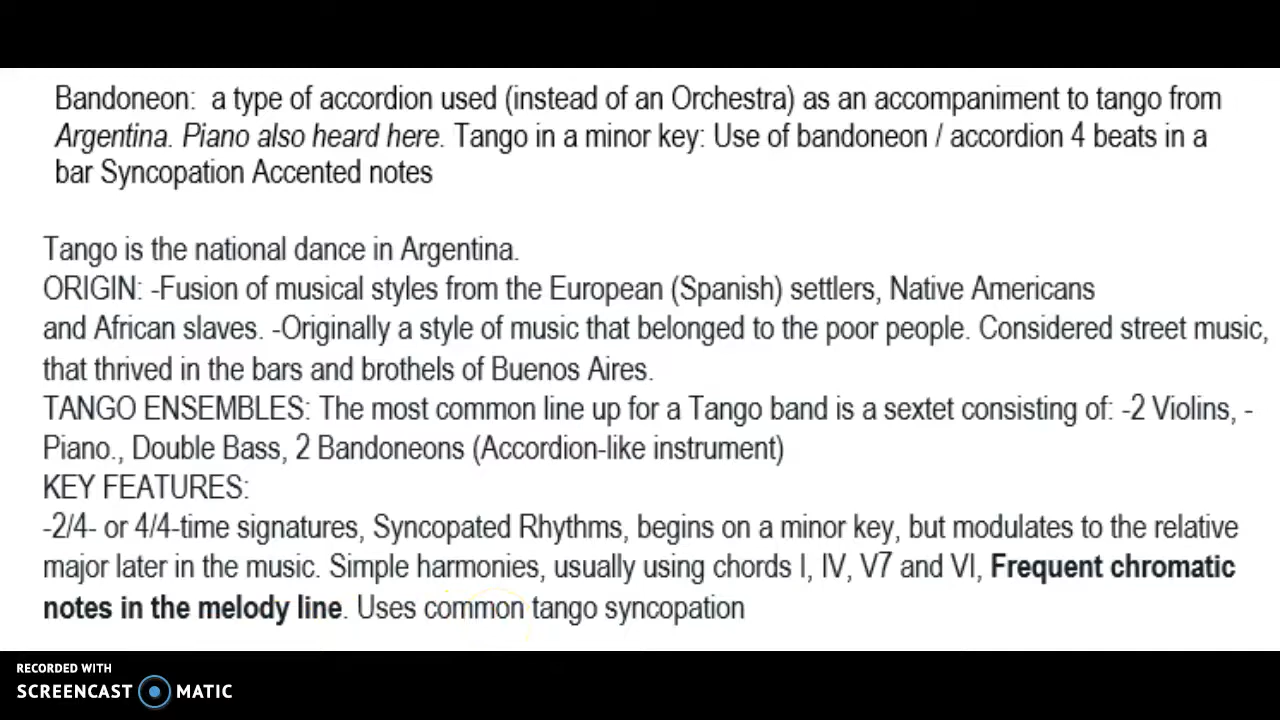 Bandoneon:  a type of accordion used (instead of an Orchestra) as an accompaniment to tango from
Argentina. Piano also heard here. Tango in a minor key: Use of bandoneon / accordion 4 beats in a
bar Syncopation Accented notes
Tango is the national dance in Argentina.
ORIGIN: -Fusion of musical styles from the European (Spanish) settlers, Native Americans
and African slaves. -Originally a style of music that belonged to the poor people. Considered street music,
that thrived in the bars and brothels of Buenos Aires.
TANGO ENSEMBLES: The most common line up for a Tango band is a sextet consisting of: -2 Violins, -
Piano., Double Bass, 2 Bandoneons (Accordion-like instrument)
KEY FEATURES:
-2/4- or 4/4-time signatures, Syncopated Rhythms, begins on a minor key, but modulates to the relative
major later in the music. Simple harmonies, usually using chords I, IV, V7 and VI, Frequent chromatic
notes in the melody line. Uses common tango syncopation
RECORDED WITH
SCREENCAST MATIC